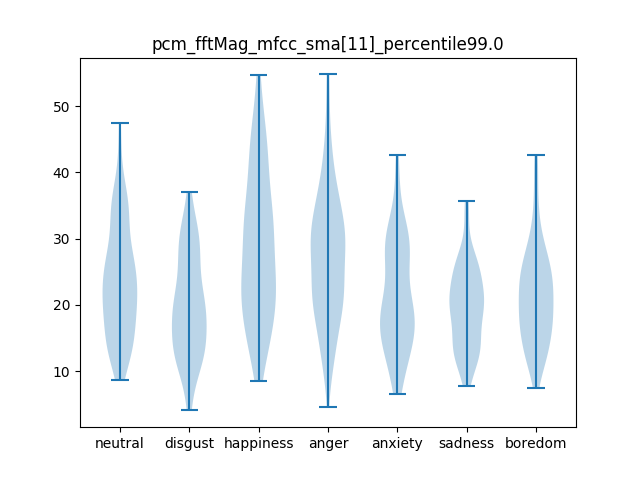 pcm_fftMag_mfcc_sma[11]_percentile99.0
50
40
30
20
10
neutral disgust happiness anger anxiety sadness boredom